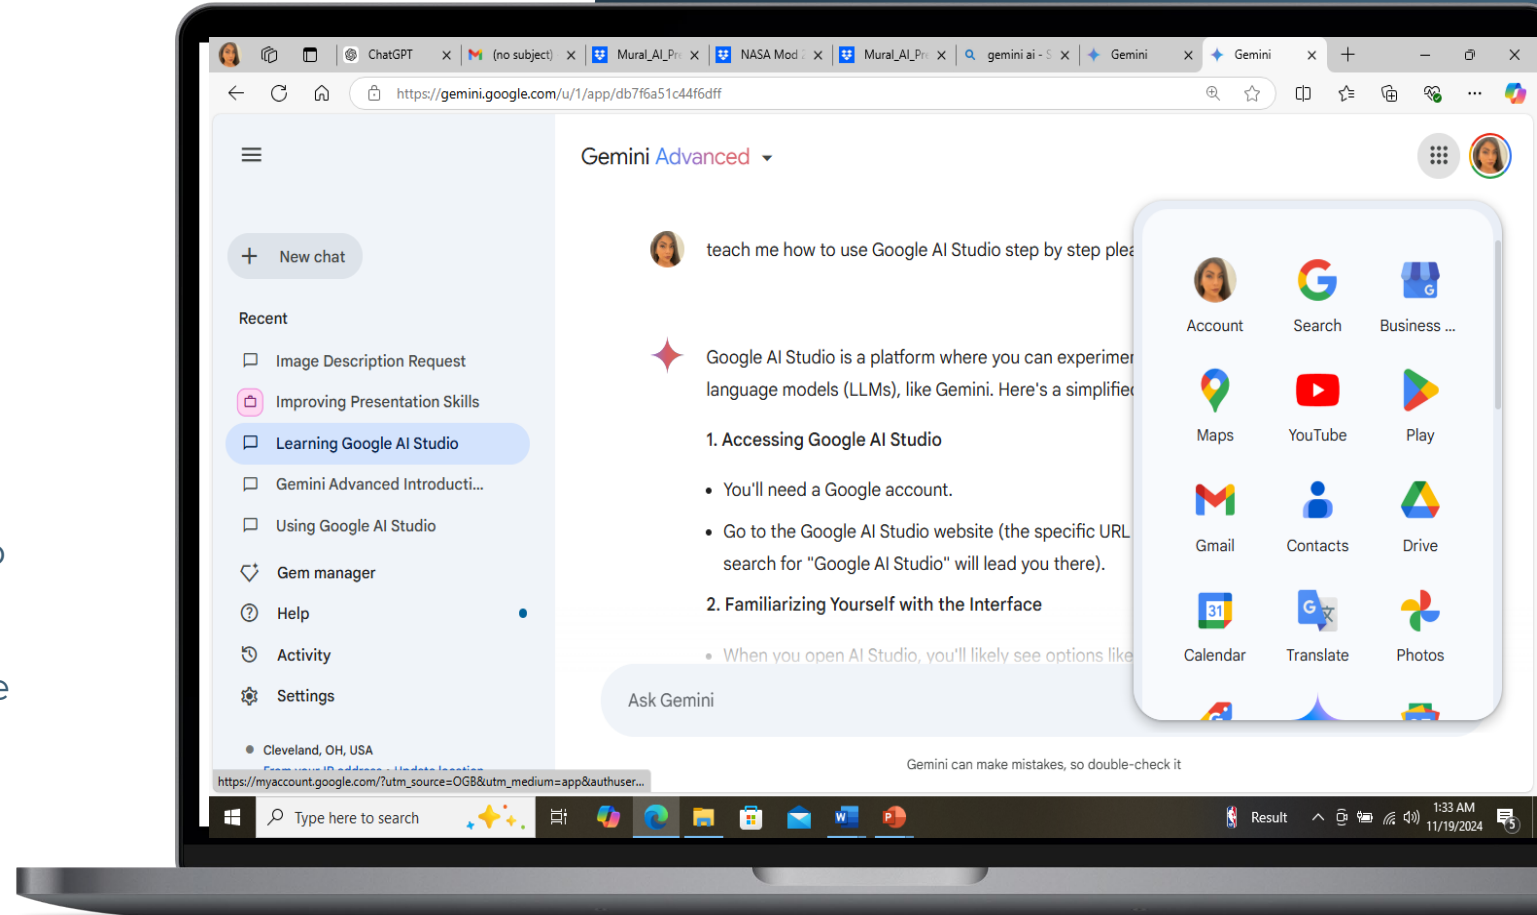 ChatGPT
(no subject)
Mural_AI_Pr
NASA Mod 2
Mural_AI_Pr
gemini ai - S
Gemini
Gemini
https://gemini.google.com/u/1/app/db7f6a51c44f6dff
Gemini Advanced
New chat
Recent
Image Description Request
Improving Presentation Skills
Learning Google AI Studio
Gemini Advanced Introducti...
Using Google AI Studio
Gem manager
Help
Activity
Settings
Cleveland, OH, USA
From your IP address • Update location
https://myaccount.google.com/?utm_source=OGB&utm_medium=app&authuser...
teach me how to use Google AI Studio step by step plea
Google AI Studio is a platform where you can experimen
language models (LLMs), like Gemini. Here's a simplified
1. Accessing Google AI Studio
• You'll need a Google account.
• Go to the Google AI Studio website (the specific URL
search for "Google AI Studio" will lead you there).
2. Familiarizing Yourself with the Interface
• When you open AI Studio, you'll likely see options like
Ask Gemini
Gemini can make mistakes, so double-check it
Account
Search
Business ...
Maps
YouTube
Play
Gmail
Contacts
Drive
31
Calendar
Translate
Photos
Type here to search
Result
1:33 AM
11/19/2024
5
o
e